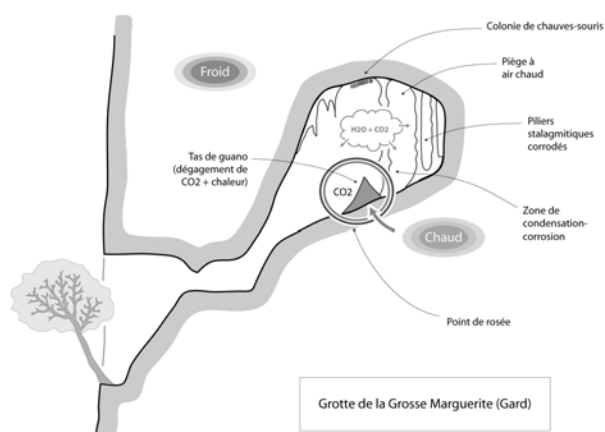 Colonie de chauves-souris
Froid
Piège à
air chaud
H2O + CO2
Piliers
stalagmitiques
corrodés
Tas de guano
(dégagement de
CO2 + chaleur)
CO2
Zone de
condensation-
corrosion
Chaud
Point de rosée
Grotte de la Grosse Marguerite (Gard)